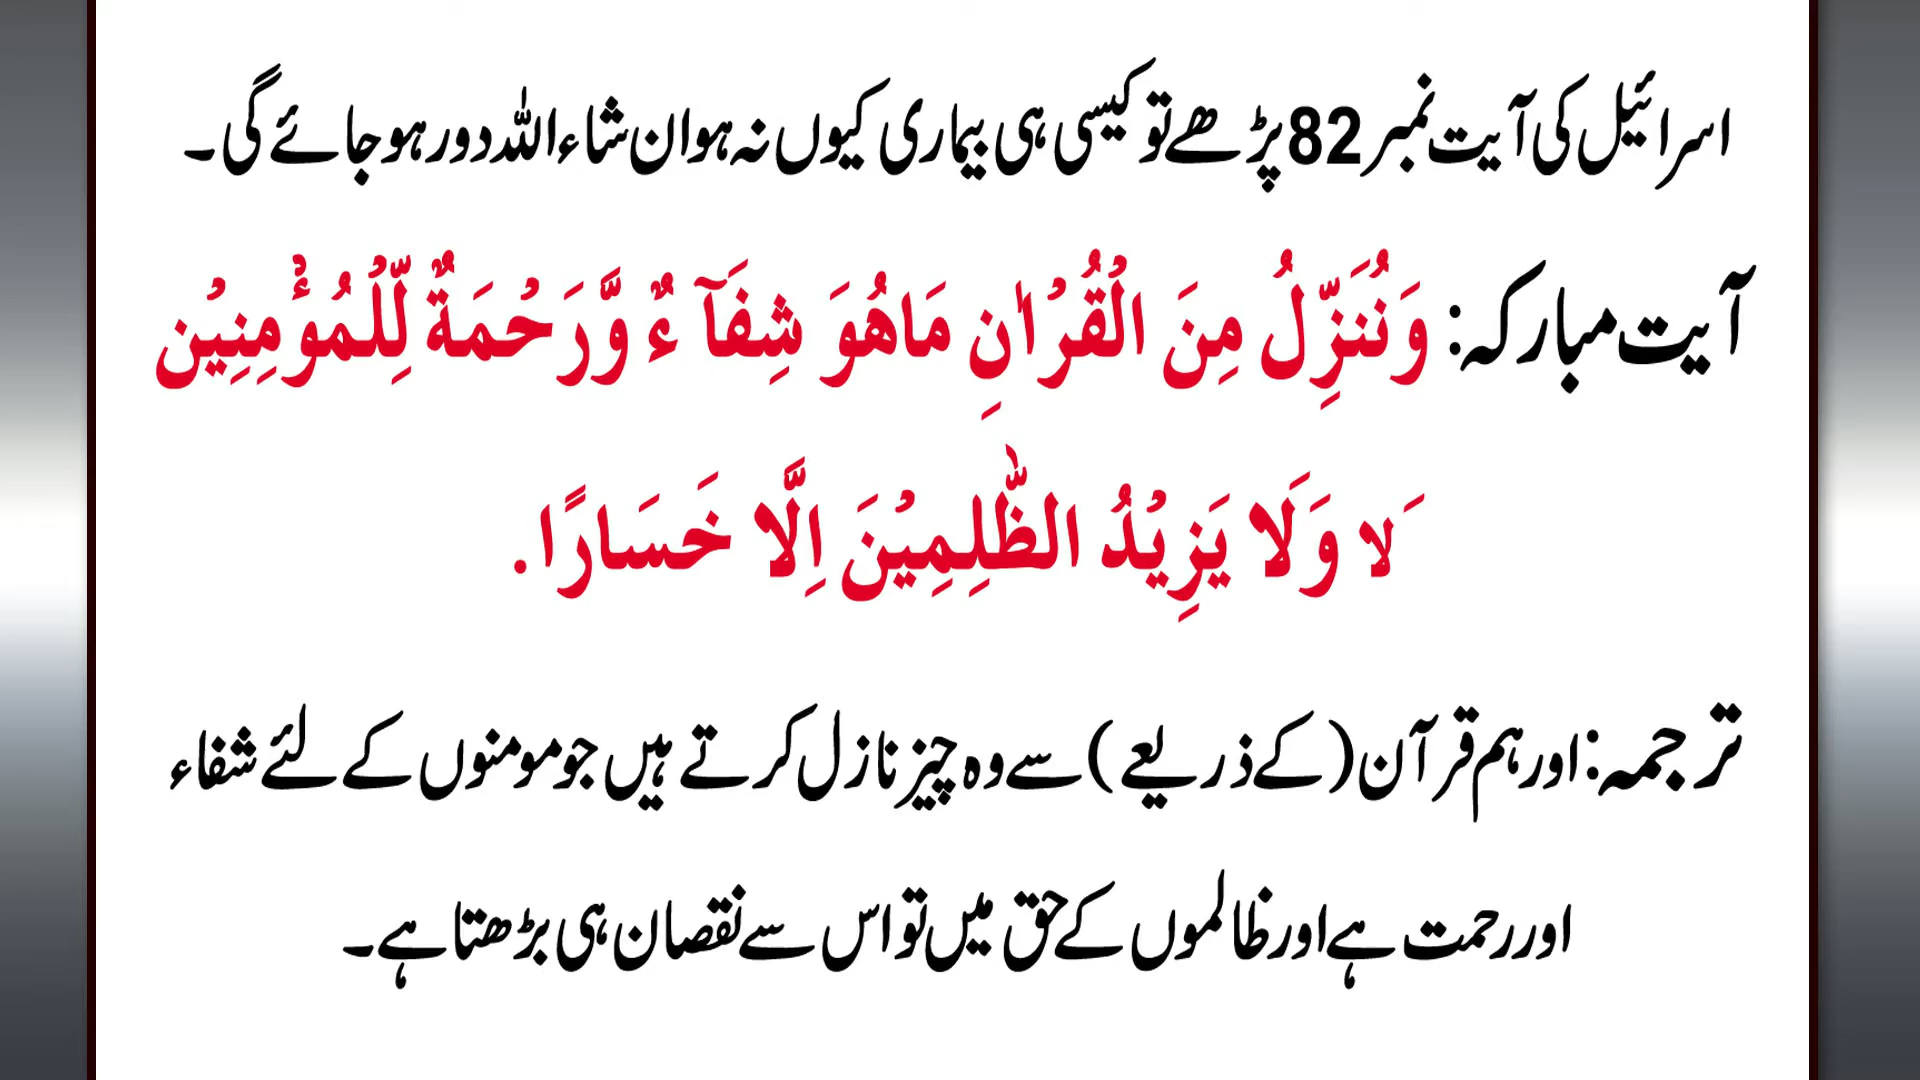 اسرائیل کی آیت نمبر 82 پڑھے تو کیسی ہی بیماری کیوں نہ ہو ان شاء اللہ دور ہو جائے گی۔
آیت مبارکہ: وَنُنَزِّلُ مِنَ الْقُرْاٰنِ مَاهُوَ شِفَآ ءٌ وَّرَحْمَةٌ لِّلْمُؤْمِنِيْن
َلا وَلَا يَزِيْدُ الظّٰلِمِيْنَ اِلَّا خَسَارًا.
ترجمہ: اور ہم قرآن (کے ذریعے) سے وہ چیز نازل کرتے ہیں جو مومنوں کے لئے شفاء
اور رحمت ہے اور ظالموں کے حق میں تو اس سے نقصان ہی بڑھتا ہے۔